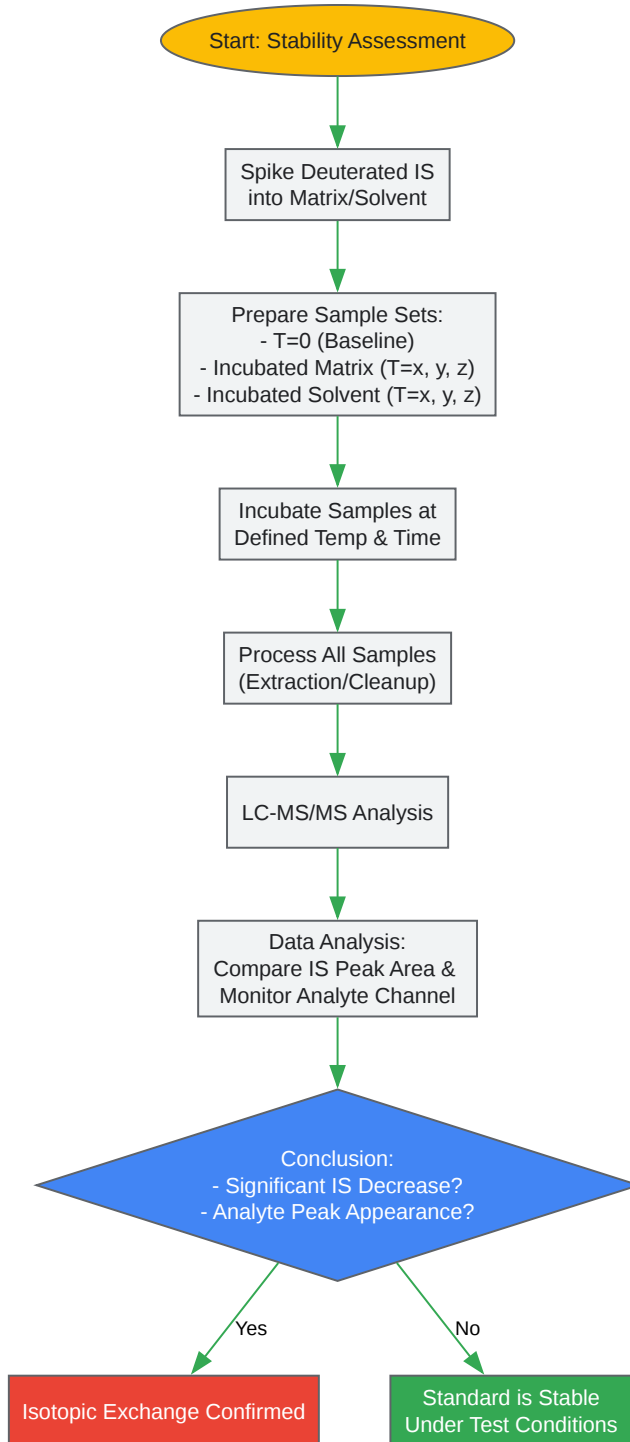 Start: Stability Assessment
Spike Deuterated IS
into Matrix/Solvent
Prepare Sample Sets:
- T=0 (Baseline)
- Incubated Matrix (T=x, y, z)
- Incubated Solvent (T=x, y, z)
Incubate Samples at
Defined Temp & Time
Process All Samples
(Extraction/Cleanup)
LC-MS/MS Analysis
Data Analysis:
Compare IS Peak Area &
Monitor Analyte Channel
Conclusion:
- Significant IS Decrease?
- Analyte Peak Appearance?
Yes
No
Isotopic Exchange Confirmed
Standard is Stable
Under Test Conditions